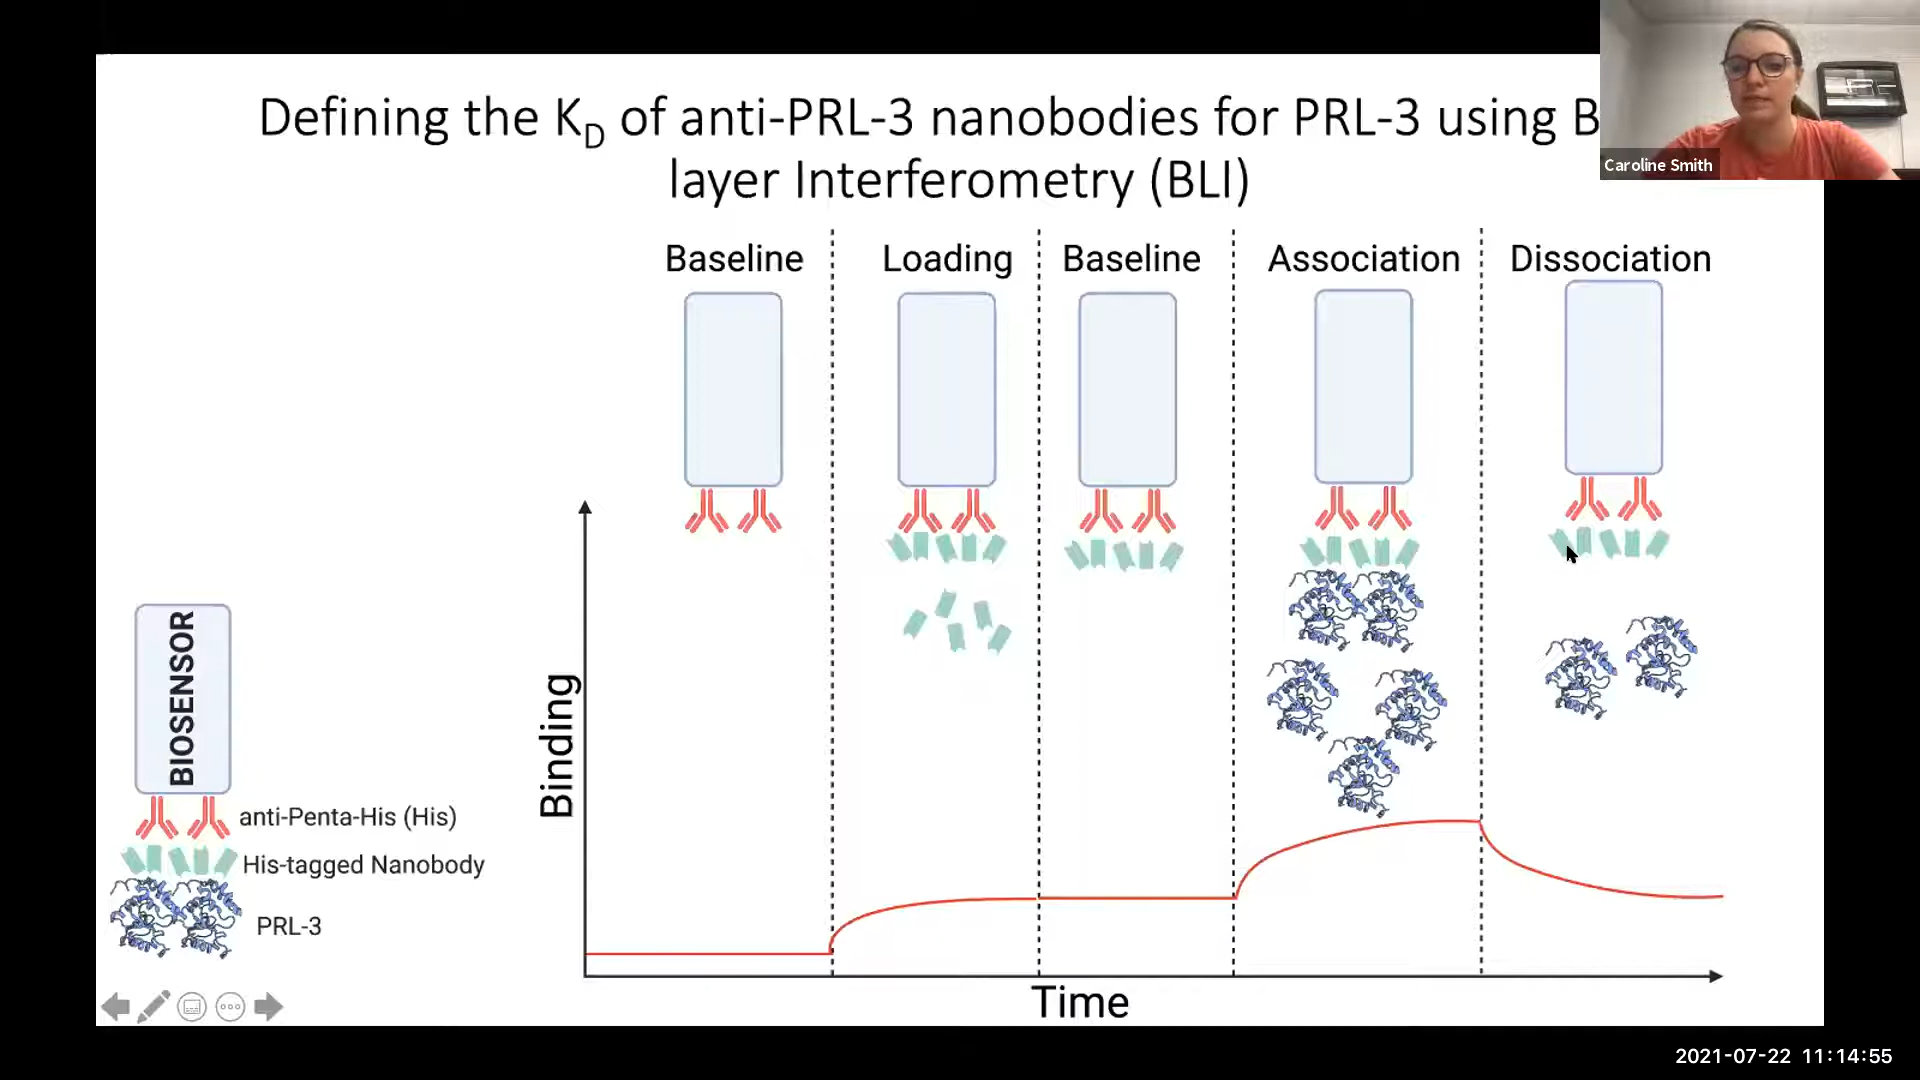 Defining the KD of anti-PRL-3 nanobodies for PRL-3 using B
layer Interferometry (BLI)
Caroline Smith
Baseline Loading Baseline Association Dissociation
Binding
BIOSENSOR
anti-Penta-His (His)
His-tagged Nanobody
PRL-3
Time
2021-07-22 11:14:55